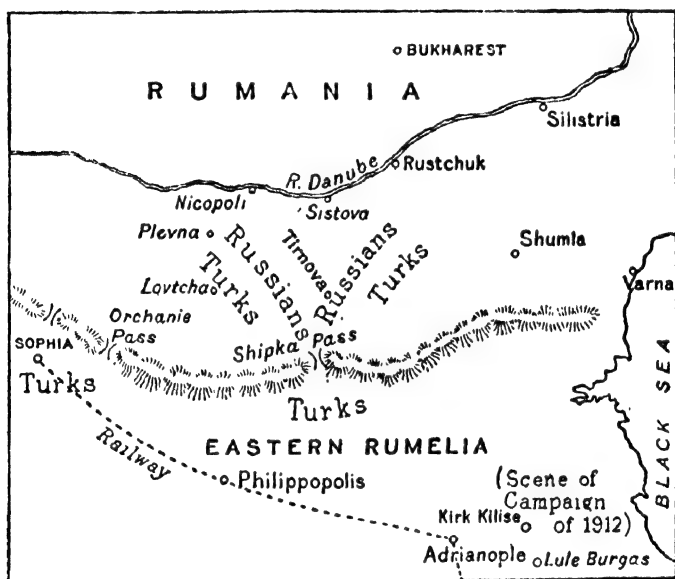 BUKHAREST
RUMANIA
Silistria
R. Danube
Rustchuk
Nicopoli
Sistova
Plevna
Russians
Tirnova
Russians
Shumla
Turks
Turks
Lovtcha
Varna
Orchanie
Pass
Shipka Pass
SOPHIA
Turks
Turks
BLACK SEA
Railway
EASTERN RUMELIA
Philippopolis
(Scene of
Campaign
of 1912)
Kirk Kilise
Adrianople
Lule Burgas